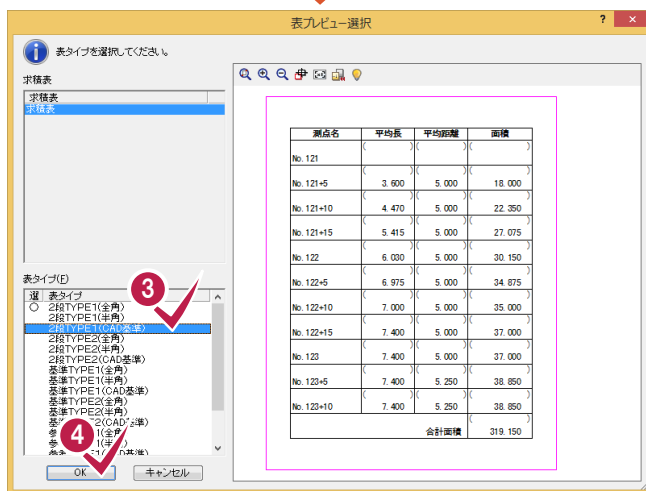 表プレビュー選択
? ×
i 表タイプを選択してください。
求積表
求積表
求積表
表タイプ(F)
選 表タイプ
○ 2段TYPE1(全角)
2段TYPE1(半角)
2段TYPE1(CAD基準)
2段TYPE2(全角)
2段TYPE2(半角)
2段TYPE2(CAD基準)
基準TYPE1(全角)
基準TYPE1(半角)
基準TYPE1(CAD基準)
基準TYPE2(全角)
基準TYPE2(半角)
3
4
OK キャンセル
測点名 平均長 平均距離 面積
( )( )( )
No. 121
( )( )( )
No. 121+5 3. 600 5. 000 18. 000
( )( )( )
No. 121+10 4. 470 5. 000 22. 350
( )( )( )
No. 121+15 5. 415 5. 000 27. 075
( )( )( )
No. 122 6. 030 5. 000 30. 150
( )( )( )
No. 122+5 6. 975 5. 000 34. 875
( )( )( )
No. 122+10 7. 000 5. 000 35. 000
( )( )( )
No. 122+15 7. 400 5. 000 37. 000
( )( )( )
No. 123 7. 400 5. 000 37. 000
( )( )( )
No. 123+5 7. 400 5. 250 38. 850
( )( )( )
No. 123+10 7. 400 5. 250 38. 850
( )
合計面積 319. 150